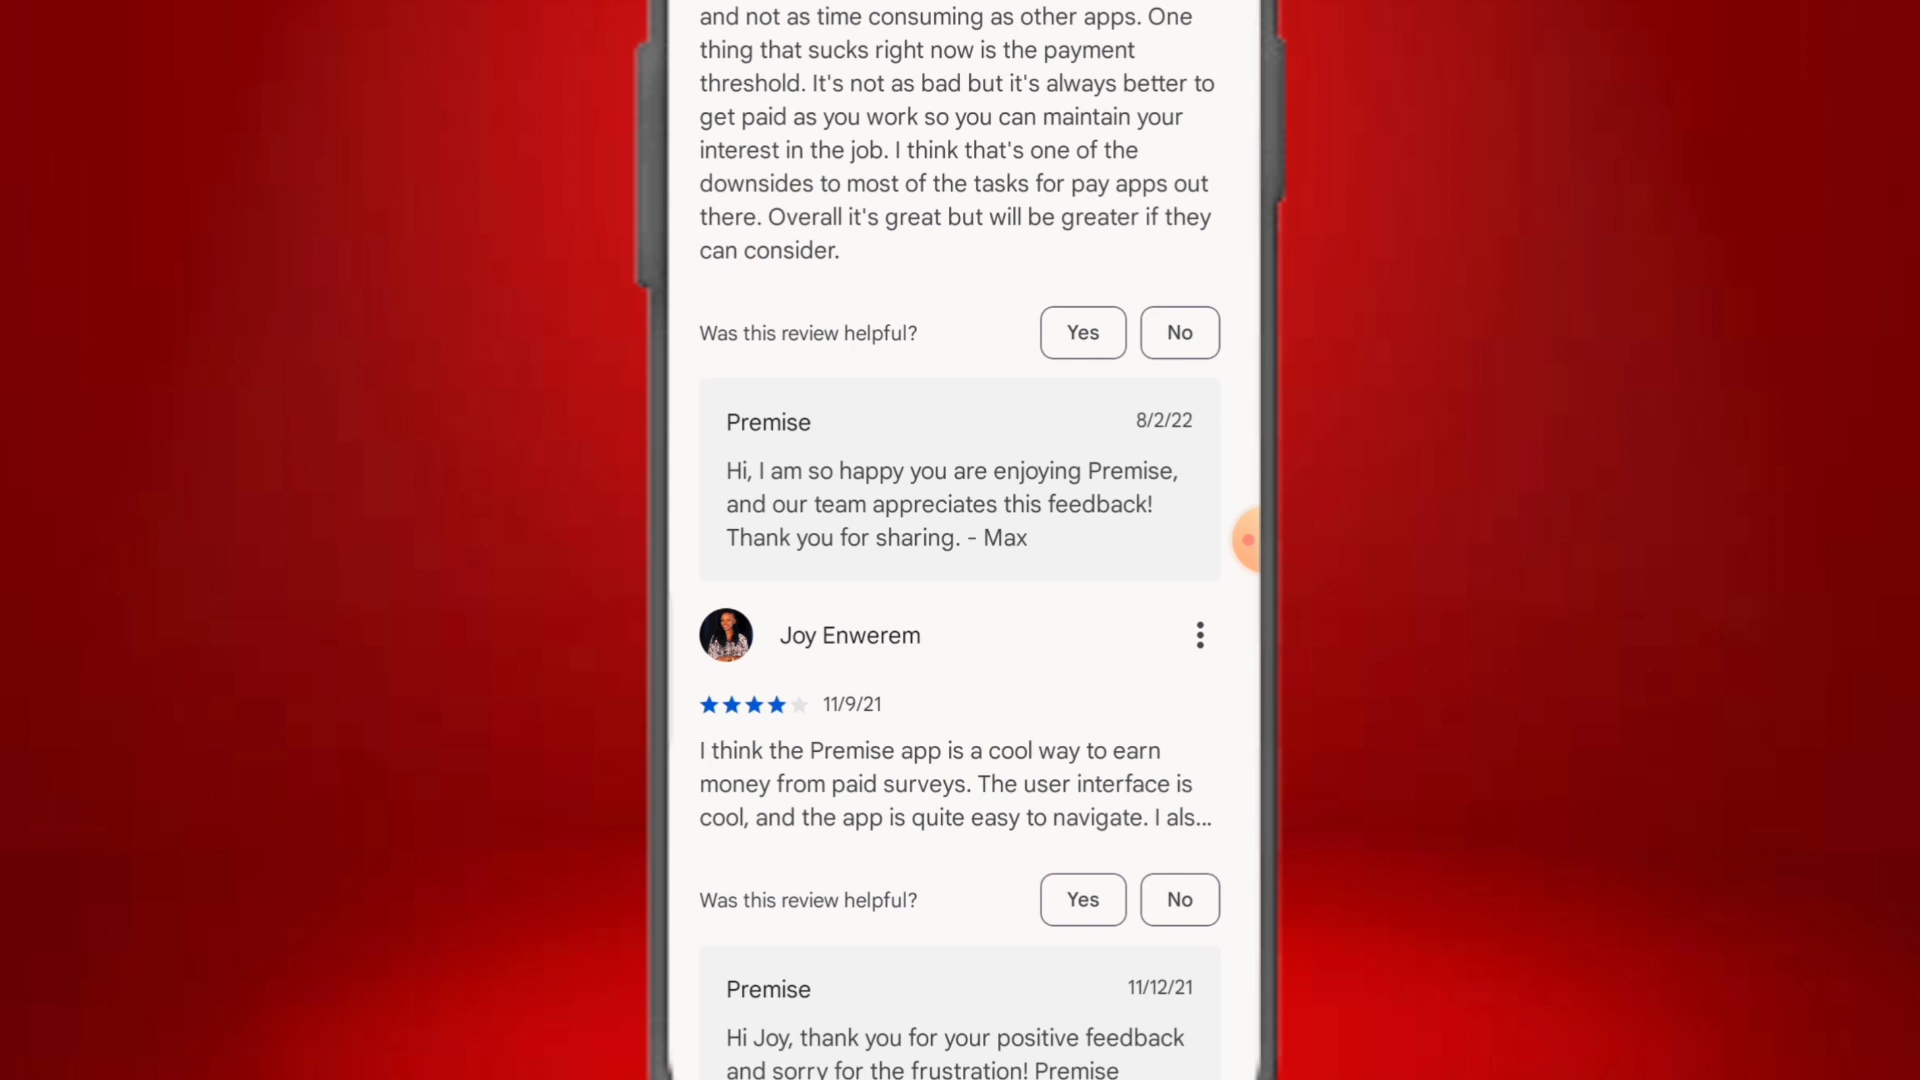 and not as time consuming as other apps. One
thing that sucks right now is the payment
threshold. It's not as bad but it's always better to
get paid as you work so you can maintain your
interest in the job. I think that's one of the
downsides to most of the tasks for pay apps out
there. Overall it's great but will be greater if they
can consider.
Was this review helpful?
Yes
No
Premise
8/2/22
Hi, I am so happy you are enjoying Premise,
and our team appreciates this feedback!
Thank you for sharing. - Max
Joy Enwerem
11/9/21
I think the Premise app is a cool way to earn
money from paid surveys. The user interface is
cool, and the app is quite easy to navigate. I als...
Was this review helpful?
Yes
No
Premise
11/12/21
Hi Joy, thank you for your positive feedback
and sorry for the frustration! Premise